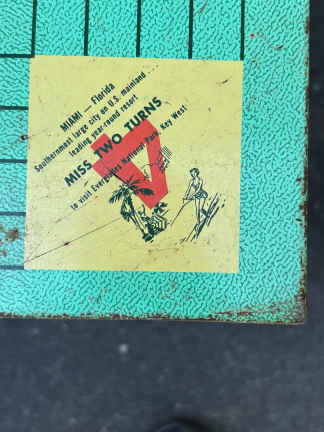 MIAMI — Florida
Southernmost large city on U.S. mainland
leading year-round resort
MISS TWO TURNS
to visit Everglades National Park, Key West!